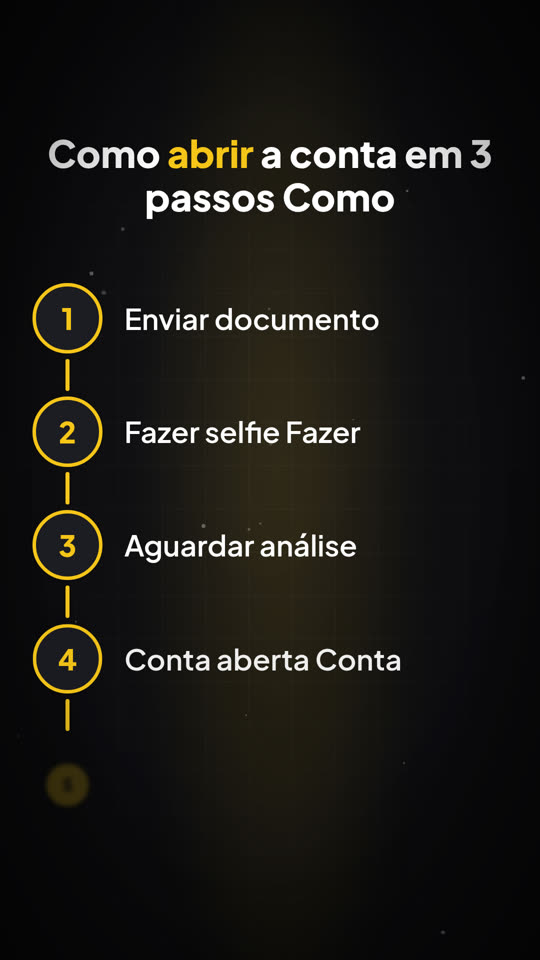 Como abrir a conta em 3
passos Como
1
Enviar documento
2
Fazer selfie Fazer
3
Aguardar análise
4
Conta aberta Conta